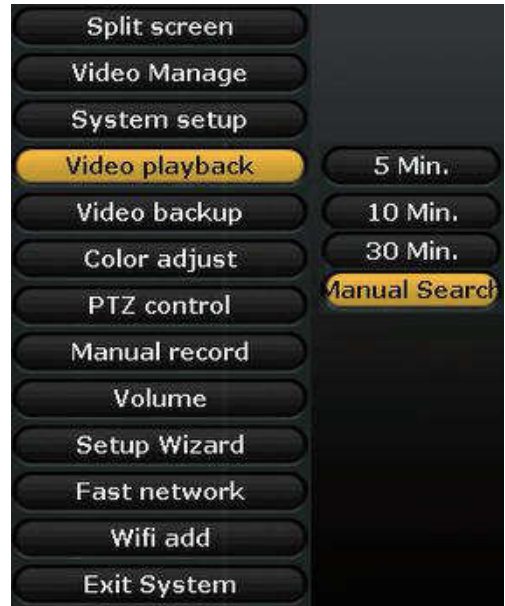 Split screen
Video Manage
System setup
Video playback
Video backup
Color adjust
PTZ control
Manual record
Volume
Setup Wizard
Fast network
Wifi add
Exit System
5 Min.
10 Min.
30 Min.
Manual Search